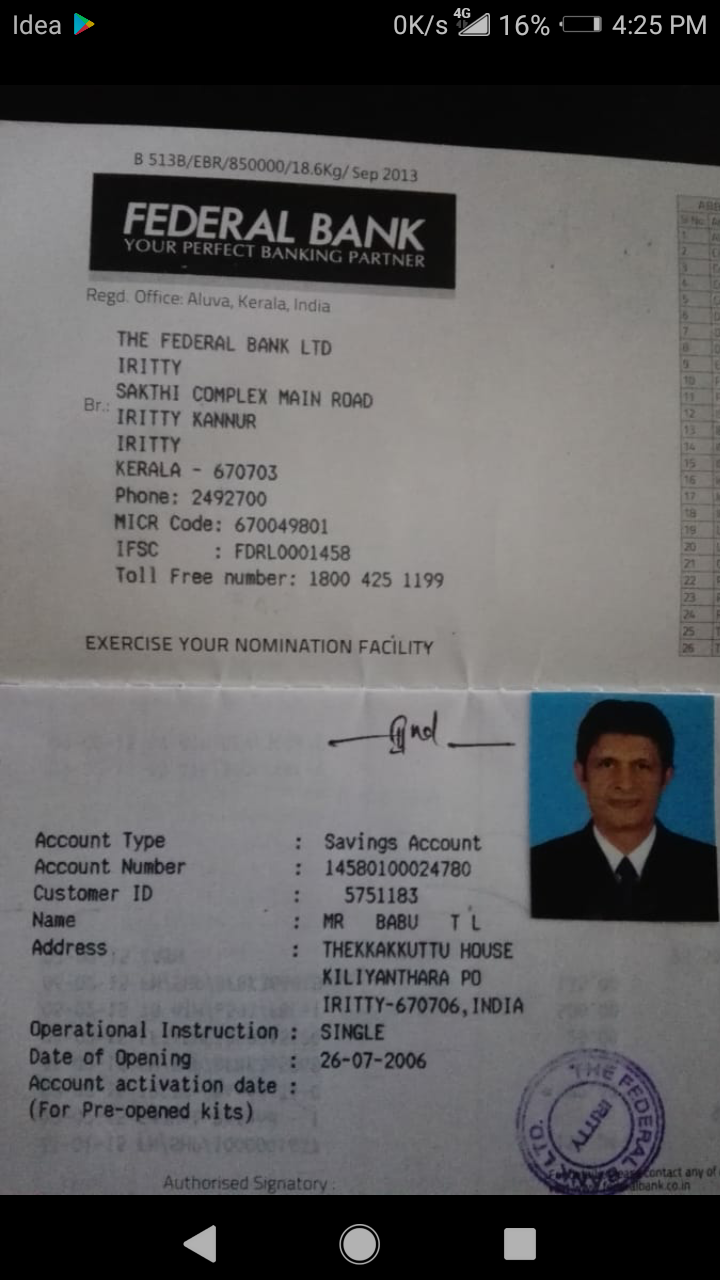 Idea 0K/s 4G 16% 4:25 PM
B 513B/EBR/850000/18.6Kg/ Sep 2013
FEDERAL BANK
YOUR PERFECT BANKING PARTNER
Regd. Office: Aluva, Kerala, India
THE FEDERAL BANK LTD
IRITTY
SAKTHI COMPLEX MAIN ROAD
Br.: IRITTY KANNUR
IRITTY
KERALA - 670703
Phone: 2492700
MICR Code: 670049801
IFSC : FDRL0001458
Toll Free number: 1800 425 1199
EXERCISE YOUR NOMINATION FACILITY
Account Type : Savings Account
Account Number : 14580100024780
Customer ID : 5751183
Name : MR BABU T L
Address : THEKKAKKUTTU HOUSE
KILIYANTHARA PO
IRITTY-670706,INDIA
Operational Instruction : SINGLE
Date of Opening : 26-07-2006
Account activation date :
(For Pre-opened kits)
THE FEDERAL BANK LTD.
IRITTY
contact any of
Authorised Signatory :